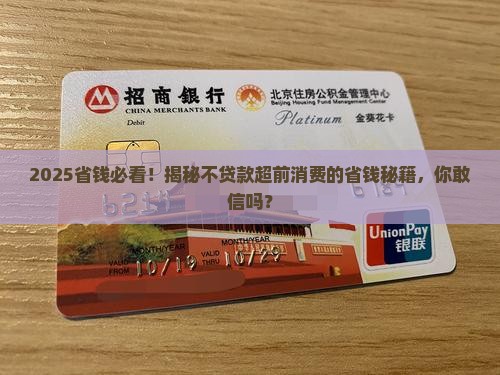 招商银行
CHINA MERCHANTS BANK
北京住房公积金管理中心
Beijing Housing Fund Management Center
Debit
Platinum 金葵花卡
2025省钱必看！揭秘不贷款超前消费的省钱秘籍，你敢
信吗？
MONTH/YEAR MONTH/YEAR
VALID FROM 10/19 VALID THRU 10/29
UnionPay
银联